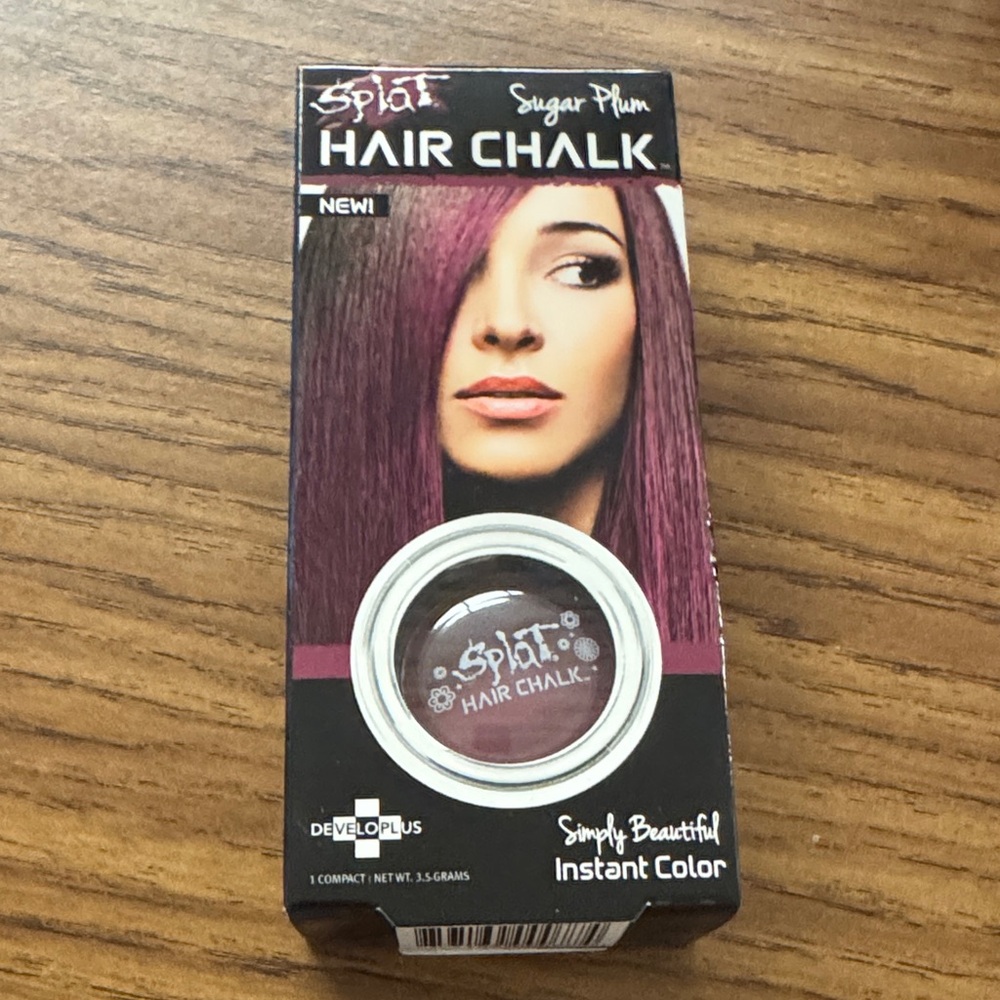 Splat
Sugar Plum
HAIR CHALK™
NEW!
Splat
HAIR CHALK
DEVELOPLUS
1 COMPACT | NET WT. 3.5-GRAMS
Simply Beautiful
Instant Color